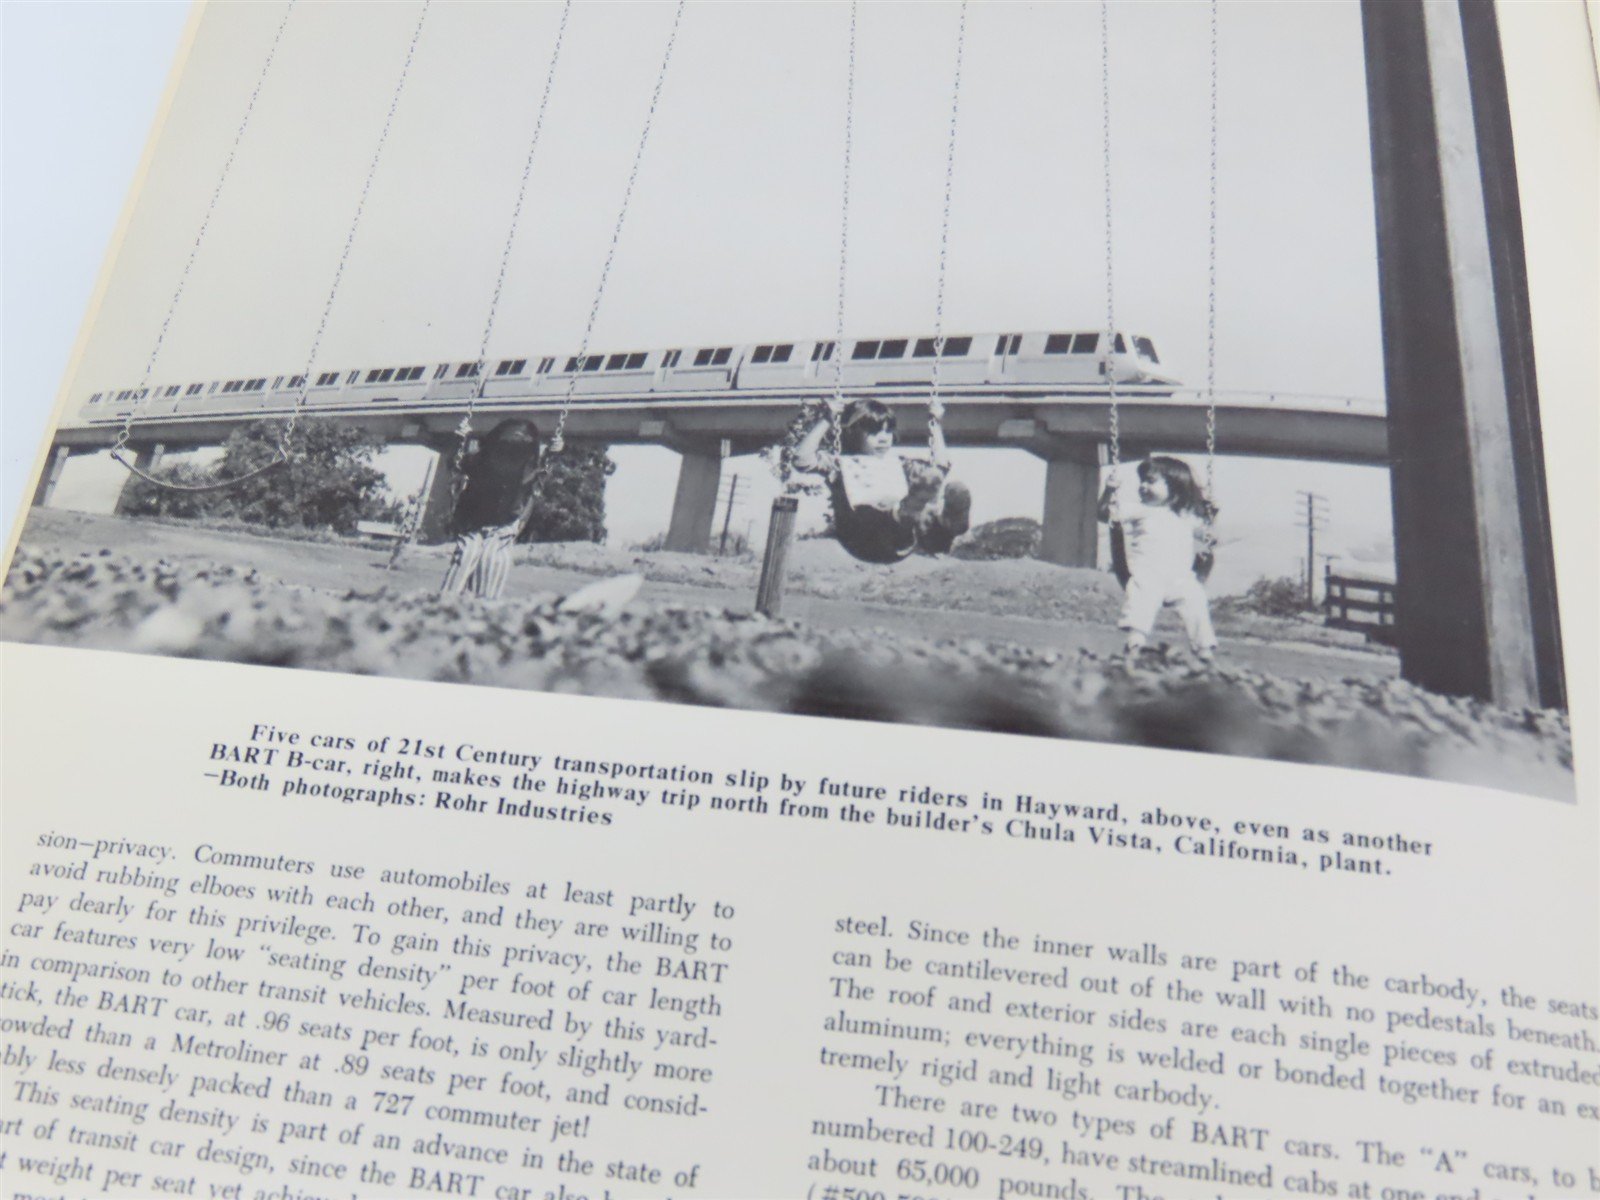 Five cars of 21st Century transportation slip by future riders in Hayward, above, even as another
BART B-car, right, makes the highway trip north from the builder's Chula Vista, California, plant.
—Both photographs: Rohr Industries
sion—privacy. Commuters use automobiles at least partly to
avoid rubbing elboes with each other, and they are willing to
pay dearly for this privilege. To gain this privacy, the BART
car features very low "seating density" per foot of car length
in comparison to other transit vehicles. Measured by this yard-
tick, the BART car, at .96 seats per foot, is only slightly more
owded than a Metroliner at .89 seats per foot, and consid-
bly less densely packed than a 727 commuter jet!
This seating density is part of an advance in the state of
art of transit car design, since the BART car also
weight per seat yet
steel. Since the inner walls are part of the carbody, the seats
can be cantilevered out of the wall with no pedestals beneath.
The roof and exterior sides are each single pieces of extruded
aluminum; everything is welded or bonded together for an ex
tremely rigid and light carbody.
There are two types of BART cars. The "A" cars, to b
numbered 100-249, have streamlined cabs at one end
about 65,000 pounds. The